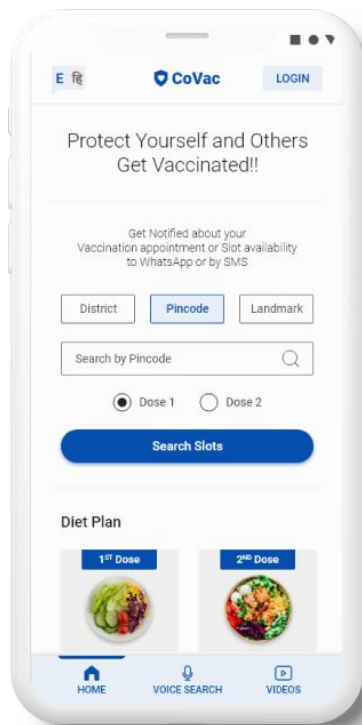 E हि
CoVac
LOGIN
Protect Yourself and Others
Get Vaccinated!!
Get Notified about your
Vaccination appointment or Slot availability
to WhatsApp or by SMS
District
Pincode
Landmark
Search by Pincode
Dose 1
Dose 2
Search Slots
Diet Plan
1ST Dose
2ND Dose
HOME
VOICE SEARCH
VIDEOS